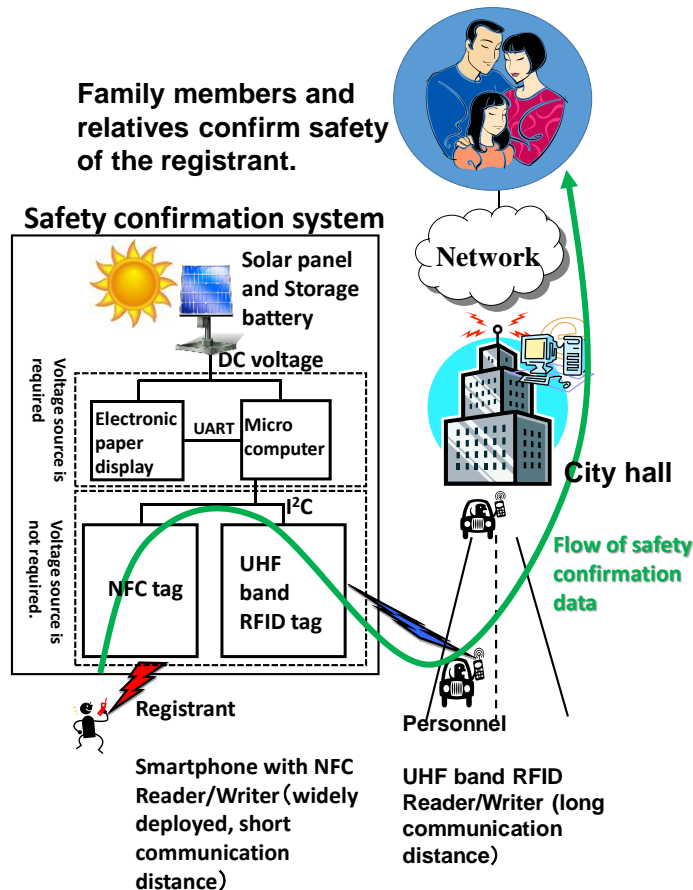 Family members and
relatives confirm safety
of the registrant.
Safety confirmation system
Network
Solar panel
and Storage
battery
DC voltage
Voltage source is
required
Electronic
paper
display
UART
Micro
computer
City hall
I²C
Voltage source is
not required.
NFC tag
UHF
band
RFID tag
Flow of safety
confirmation
data
Registrant
Personnel
Smartphone with NFC
Reader/Writer(widely
deployed, short
communication
distance)
UHF band RFID
Reader/Writer (long
communication
distance)